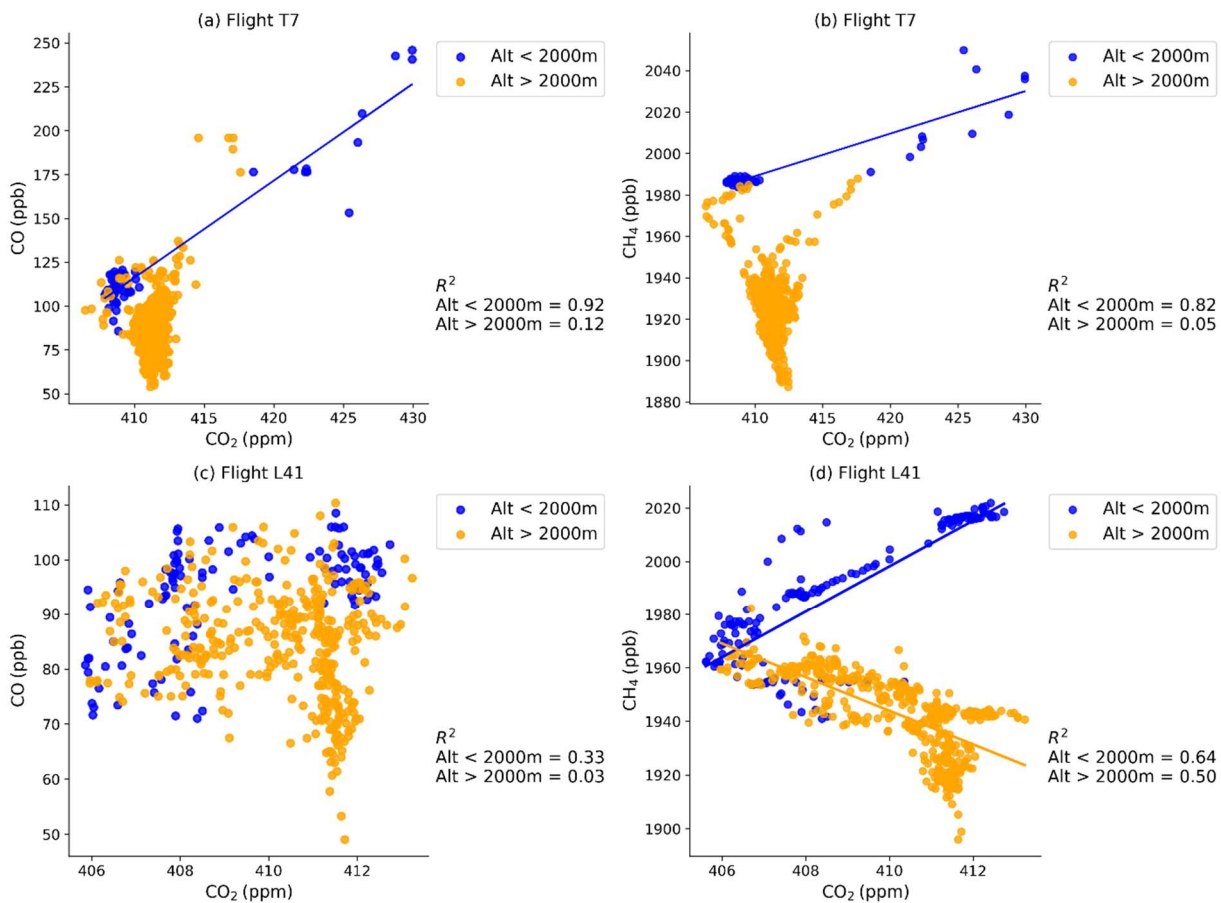 (a) Flight T7
CO (ppb)
250
225
200
175
150
125
100
75
50
410
415
420
425
430
CO₂ (ppm)
Alt < 2000m
Alt > 2000m
R²
Alt < 2000m = 0.92
Alt > 2000m = 0.12
(b) Flight T7
CH₄ (ppb)
2040
2020
2000
1980
1960
1940
1920
1900
1880
410
415
420
425
430
CO₂ (ppm)
Alt < 2000m
Alt > 2000m
R²
Alt < 2000m = 0.82
Alt > 2000m = 0.05
(c) Flight L41
CO (ppb)
110
100
90
80
70
60
50
406
408
410
412
CO₂ (ppm)
Alt < 2000m
Alt > 2000m
R²
Alt < 2000m = 0.33
Alt > 2000m = 0.03
(d) Flight L41
CH₄ (ppb)
2020
2000
1980
1960
1940
1920
1900
406
408
410
412
CO₂ (ppm)
Alt < 2000m
Alt > 2000m
R²
Alt < 2000m = 0.64
Alt > 2000m = 0.50